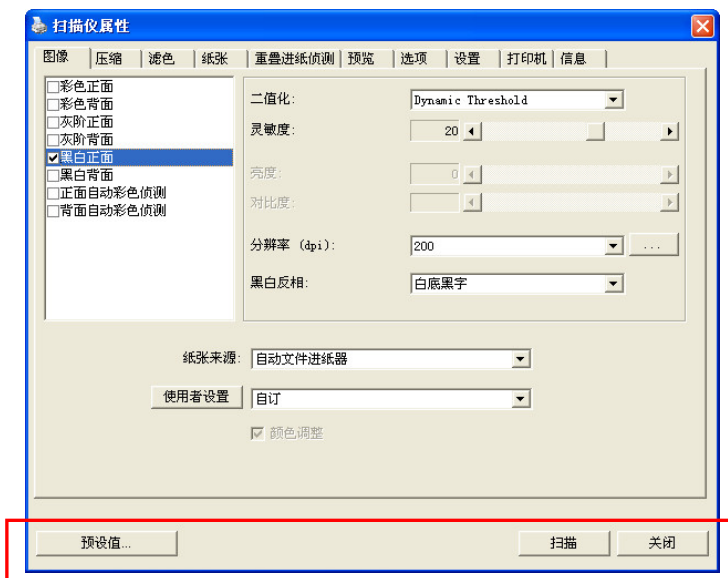 扫描仪属性
图像 压缩 滤色 纸张 重叠进纸侦测 预览 选项 设置 打印机 信息
彩色正面
彩色背面
灰阶正面
灰阶背面
黑白正面
黑白背面
正面自动彩色侦测
背面自动彩色侦测
二值化: Dynamic Threshold
灵敏度: 20
亮度: 0
对比度:
分辨率 (dpi): 200 ...
黑白反相: 白底黑字
纸张来源: 自动文件进纸器
使用者设置 自订
颜色调整
预设值... 扫描 关闭